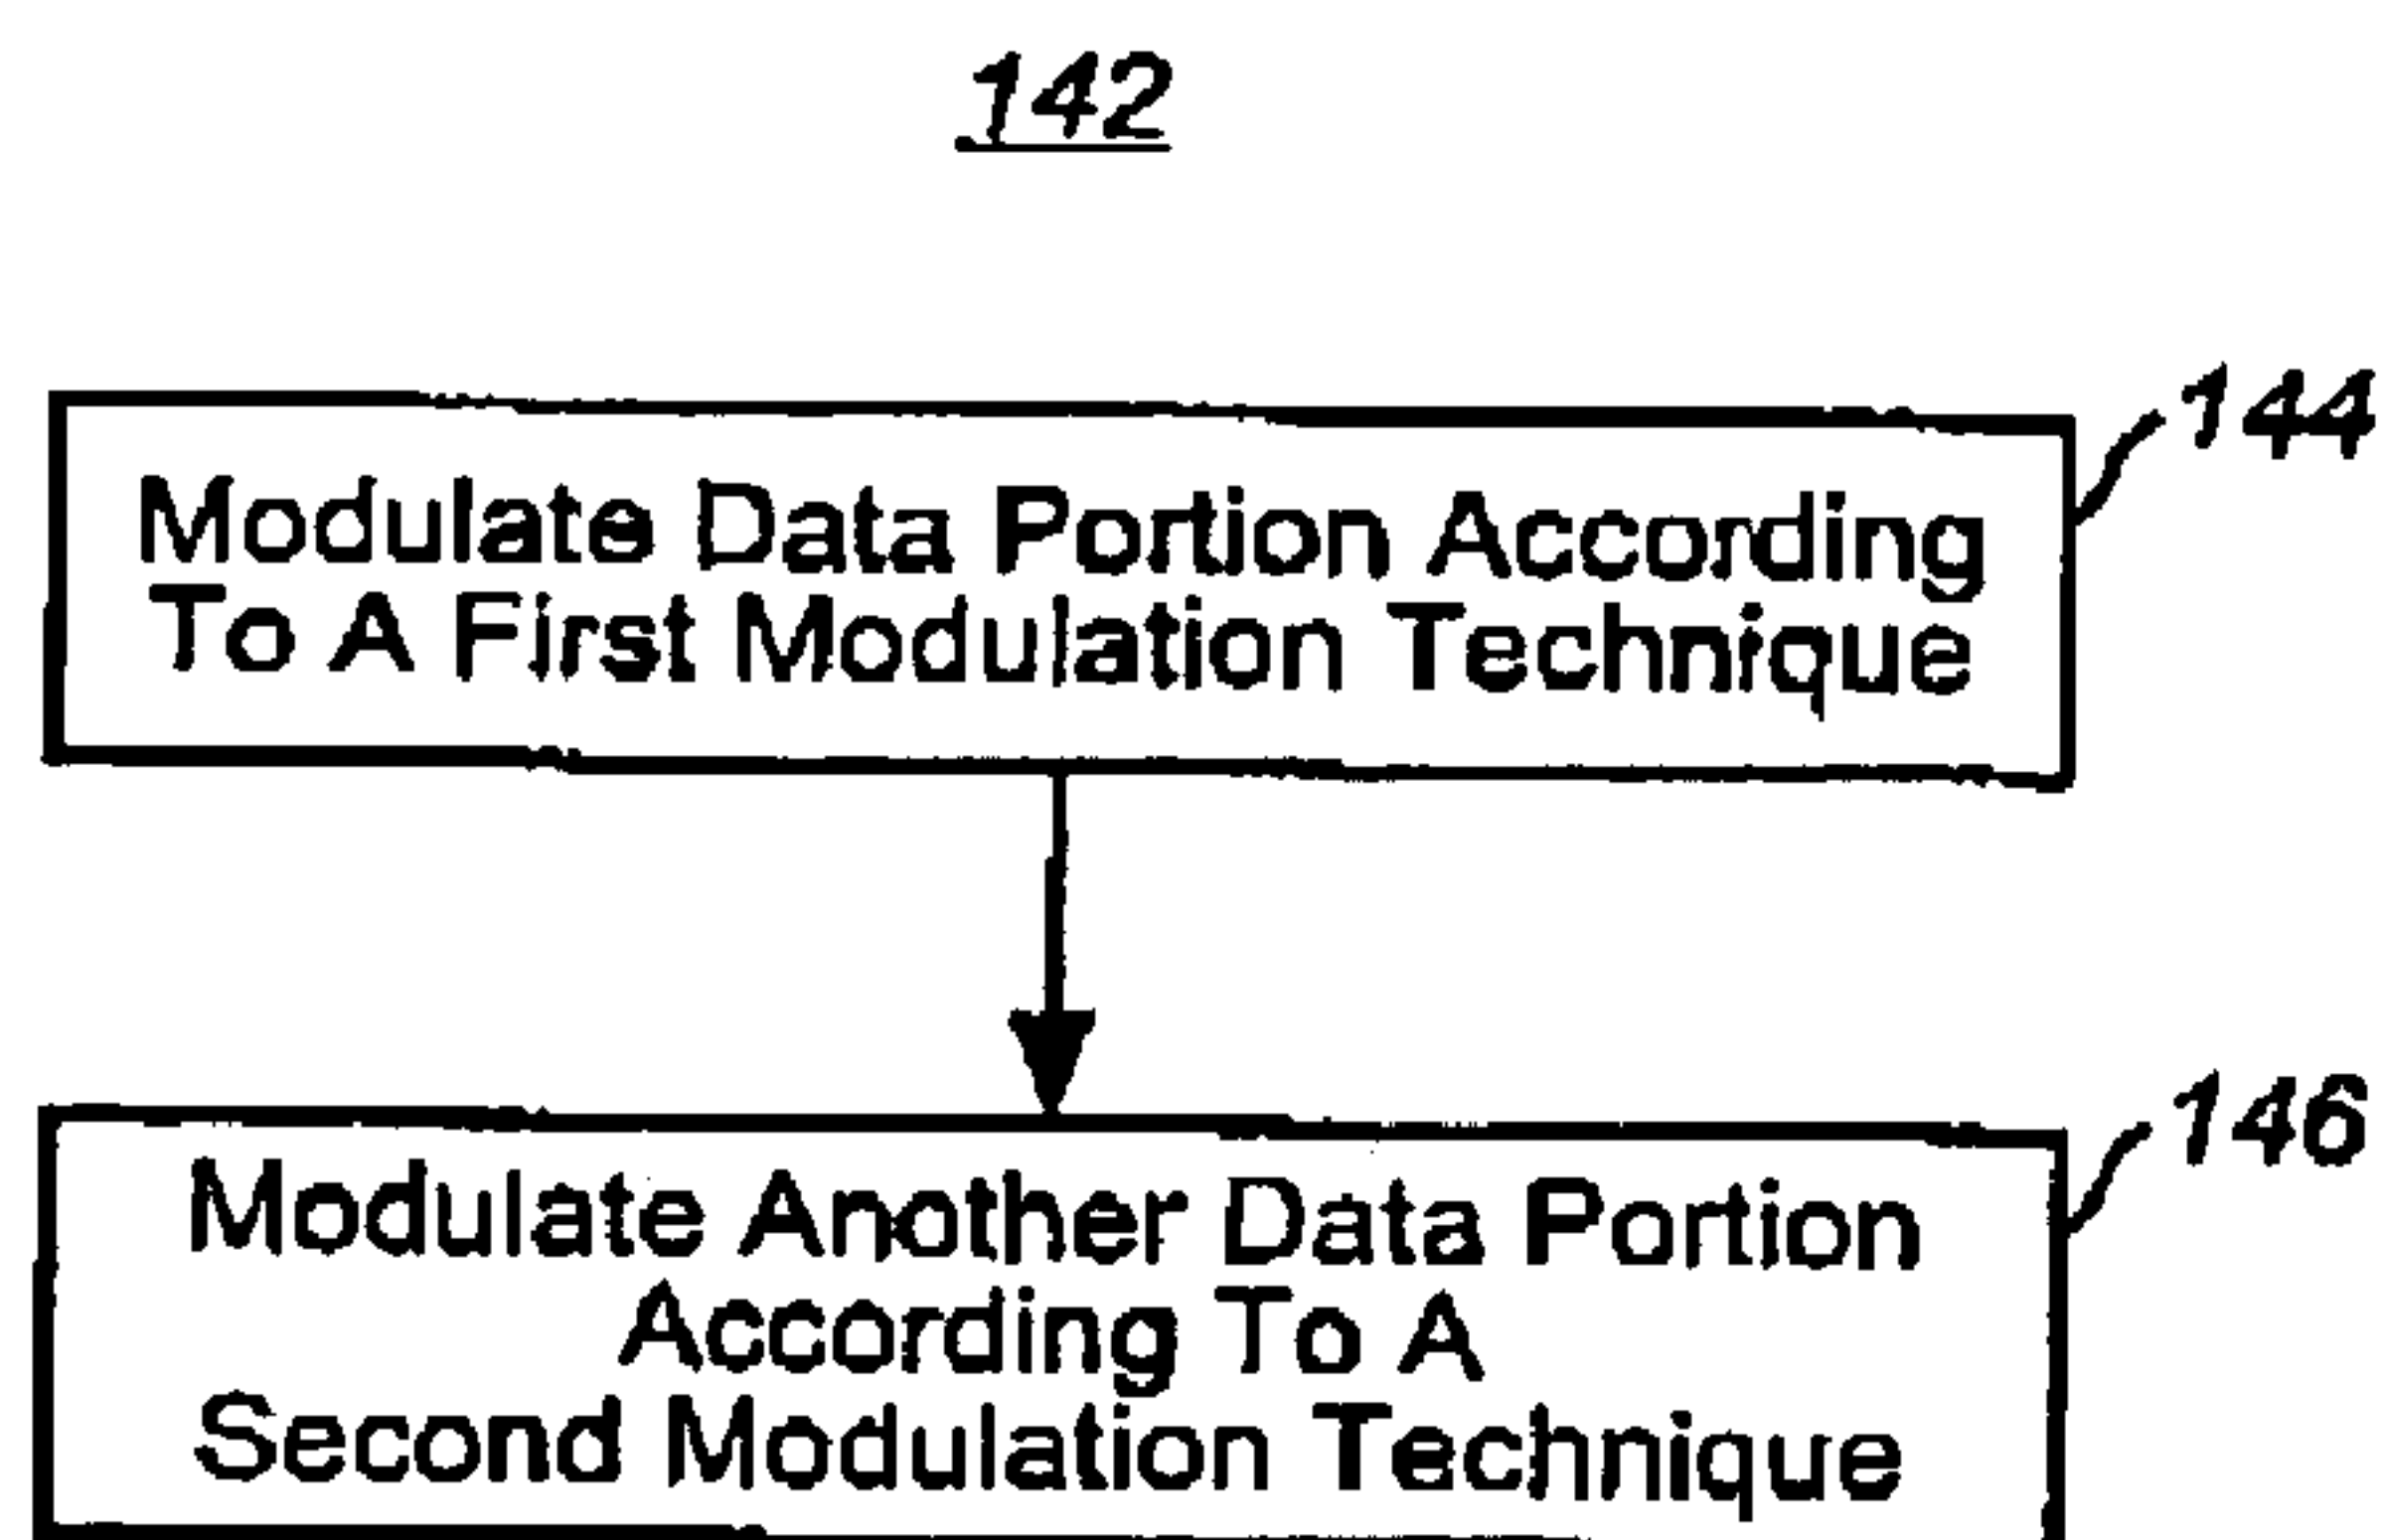 142
144
Modulate Data Portion According
To A First Modulation Technique
146
Modulate Another Data Portion
According To A
Second Modulation Technique